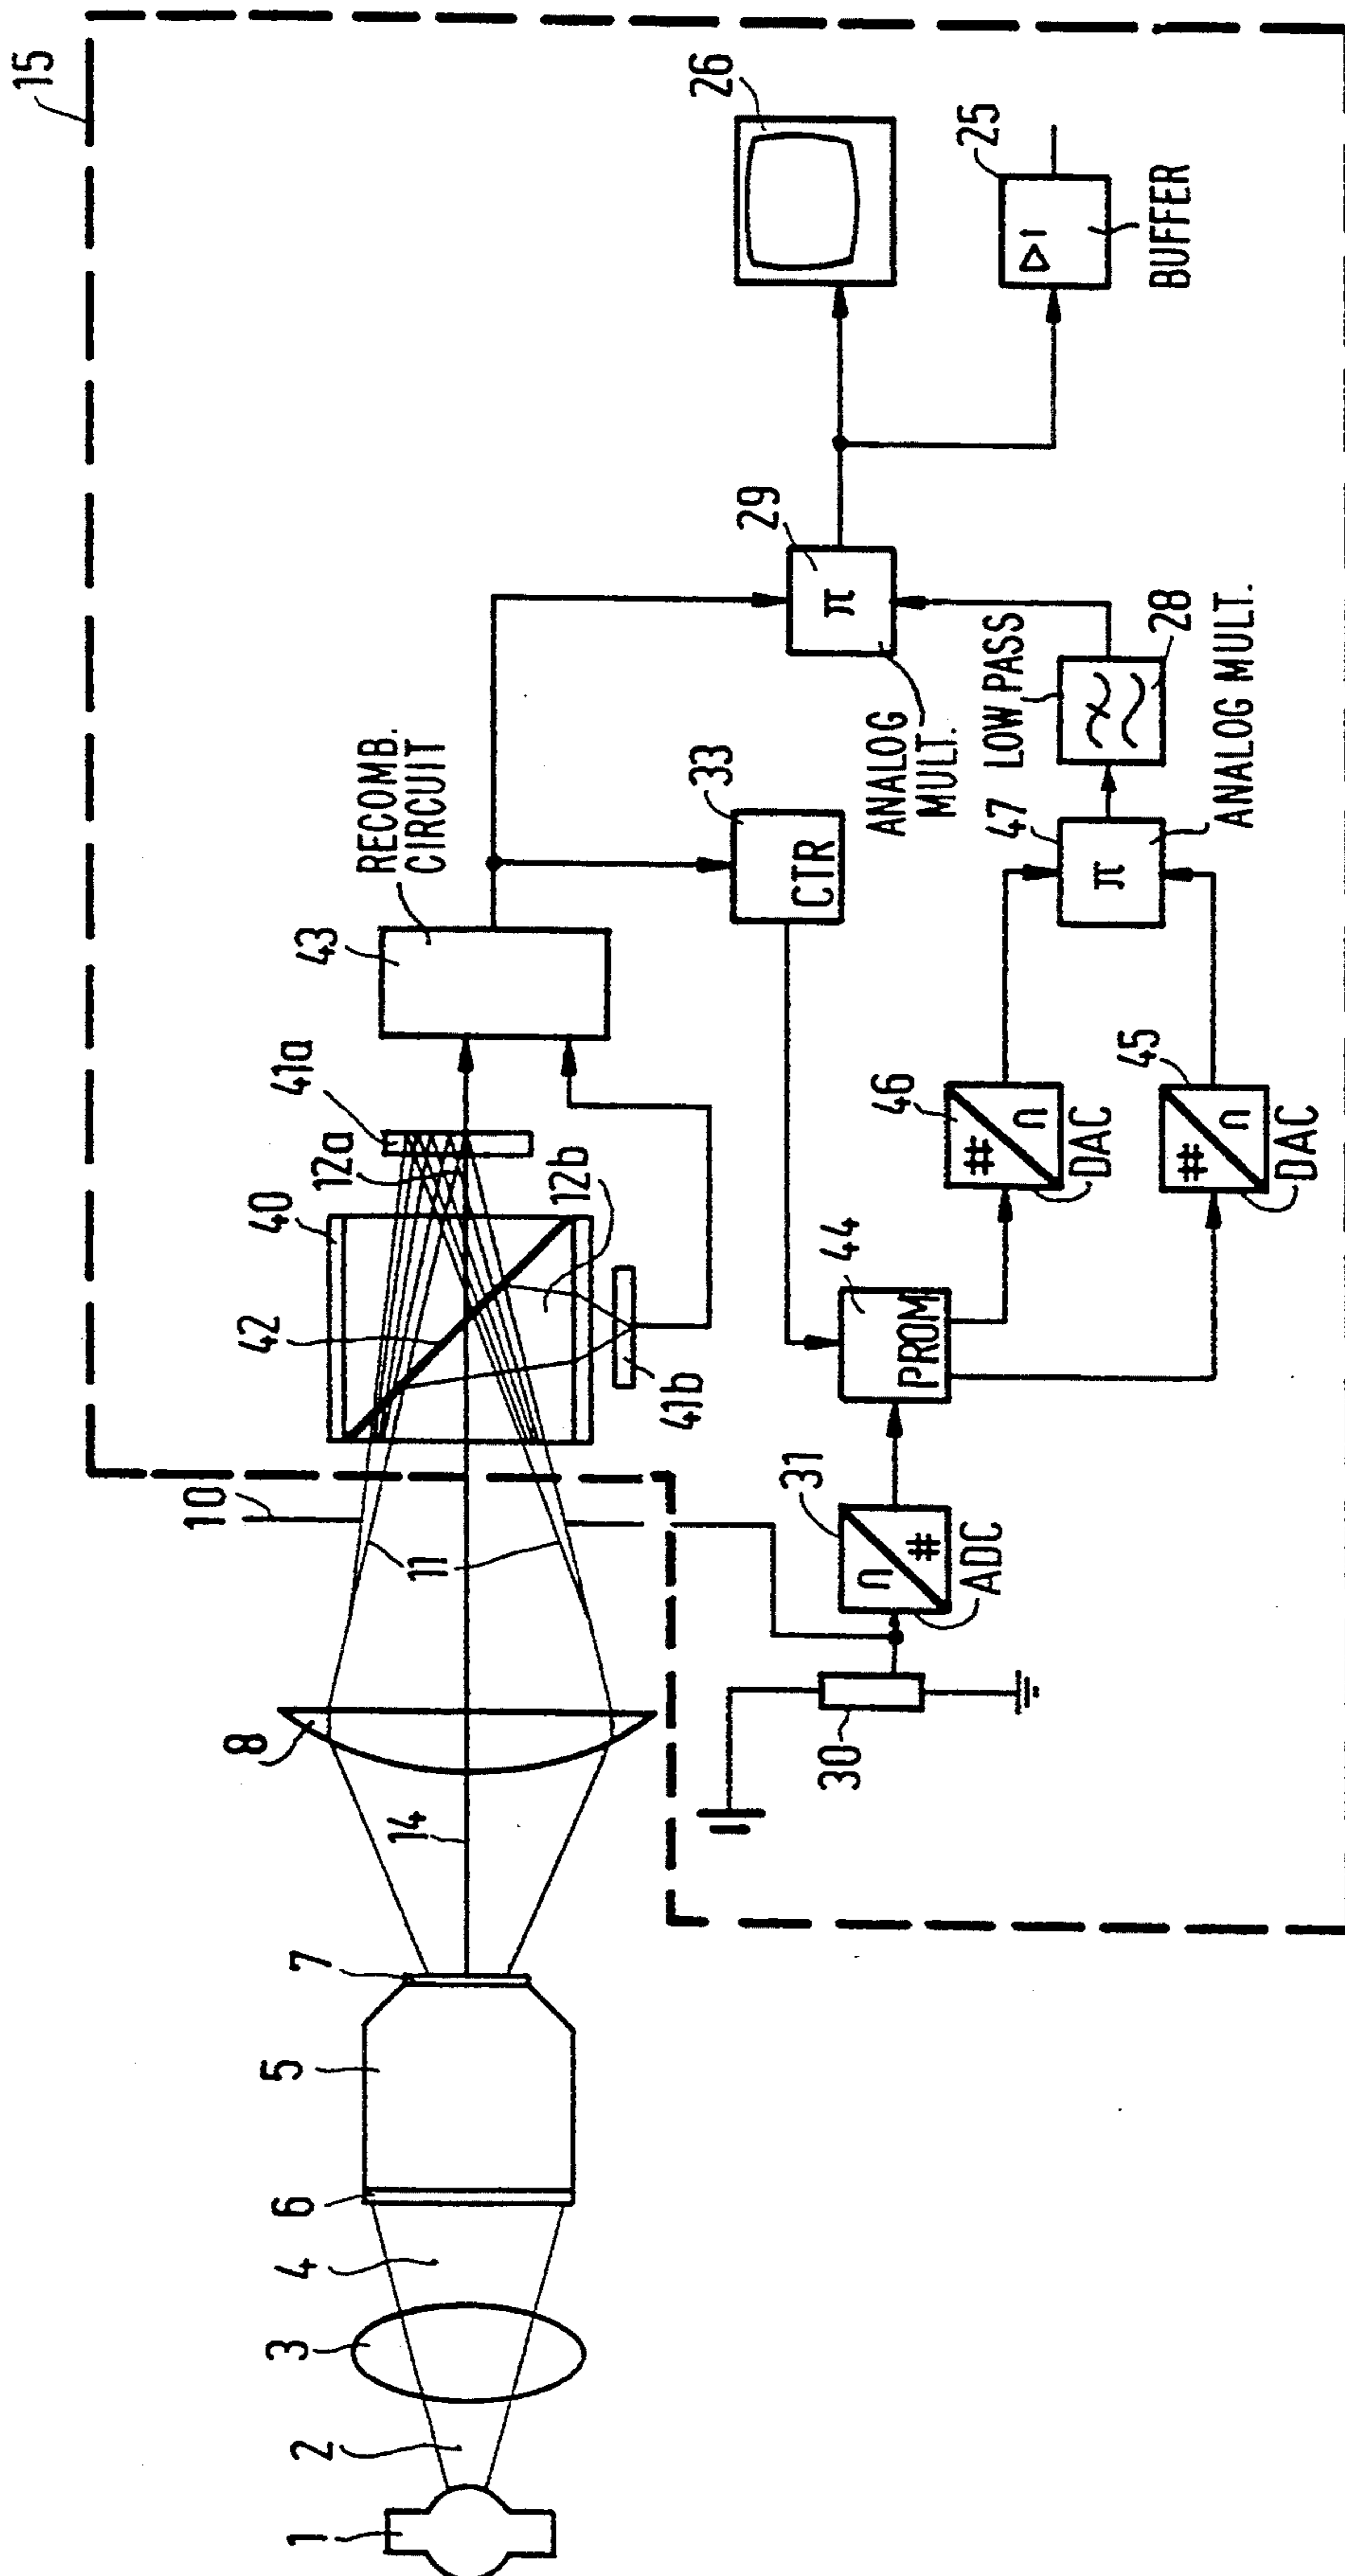 15
10
1
2
3
4
6
5
7
8
14
11
42
40
41a
12a
12b
41b
43
RECOMB.
CIRCUIT
30
31
n
#
ADC
44
PROM
33
CTR
29
π
ANALOG
MULT.
26
46
#
n
DAC
45
#
n
DAC
47
π
ANALOG MULT.
LOW PASS
28
25
▷1
BUFFER